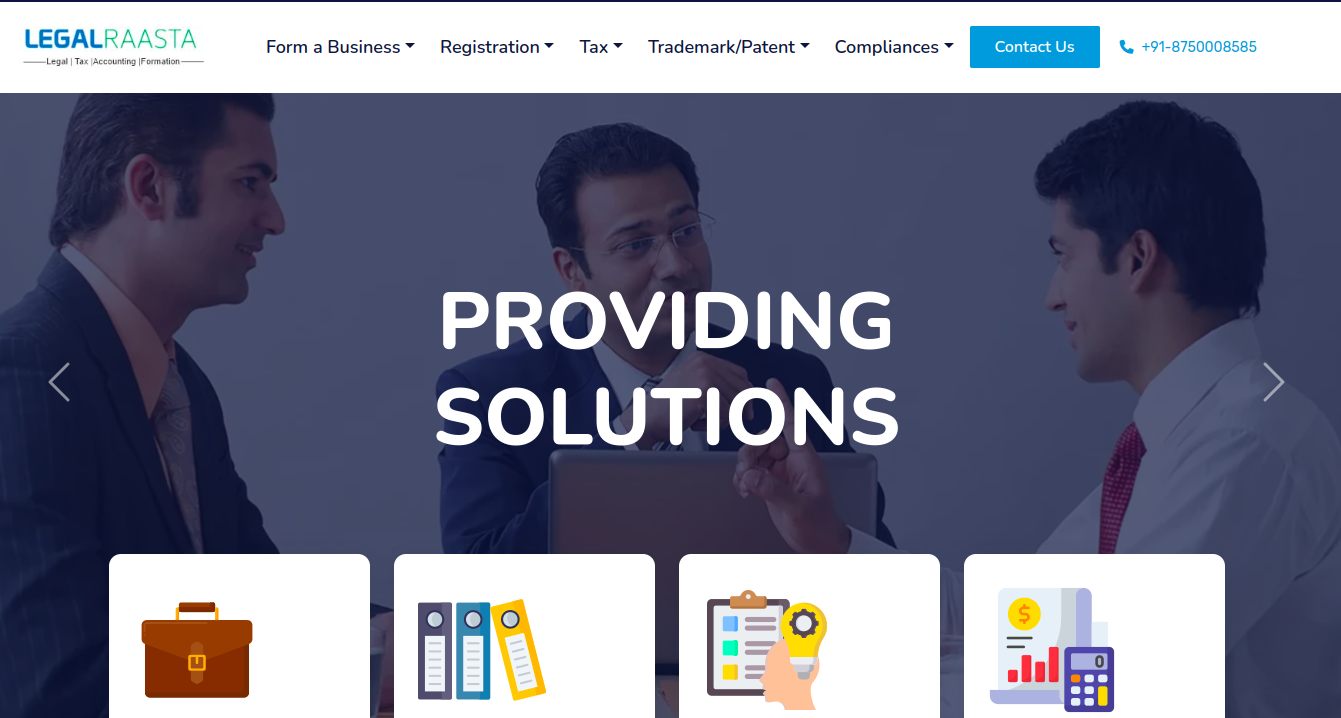 LEGALRAASTA
Legal | Tax |Accounting |Formation
Form a Business
Registration
Tax
Trademark/Patent
Compliances
Contact Us
+91-8750008585
PROVIDING
SOLUTIONS
$
0